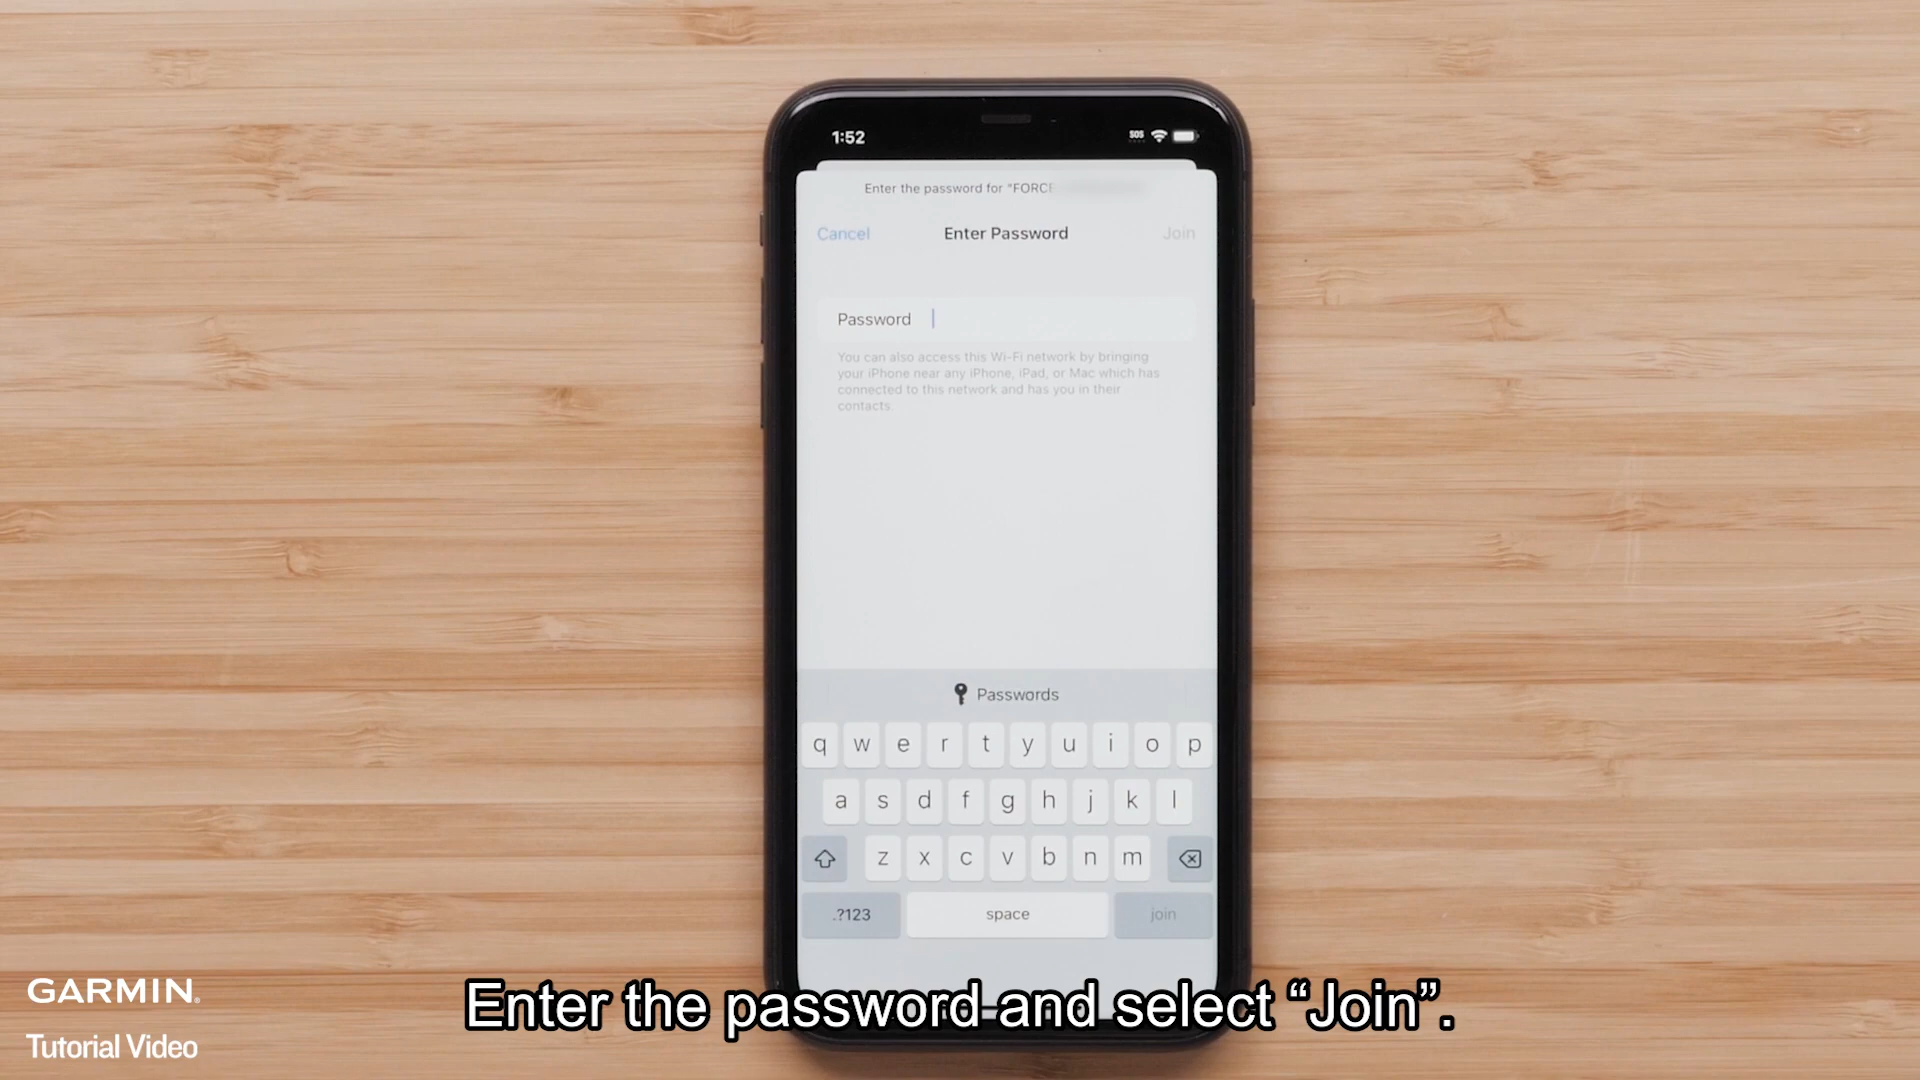 1:52
SOS
Enter the password for "FORCE
Cancel
Enter Password
Join
Password
You can also access this Wi-Fi network by bringing
your iPhone near any iPhone, iPad, or Mac which has
connected to this network and has you in their
contacts.
Passwords
q w e r t y u i o p
a s d f g h j k l
z x c v b n m
.?123
space
join
Enter the password and select “Join”.
GARMIN
Tutorial Video